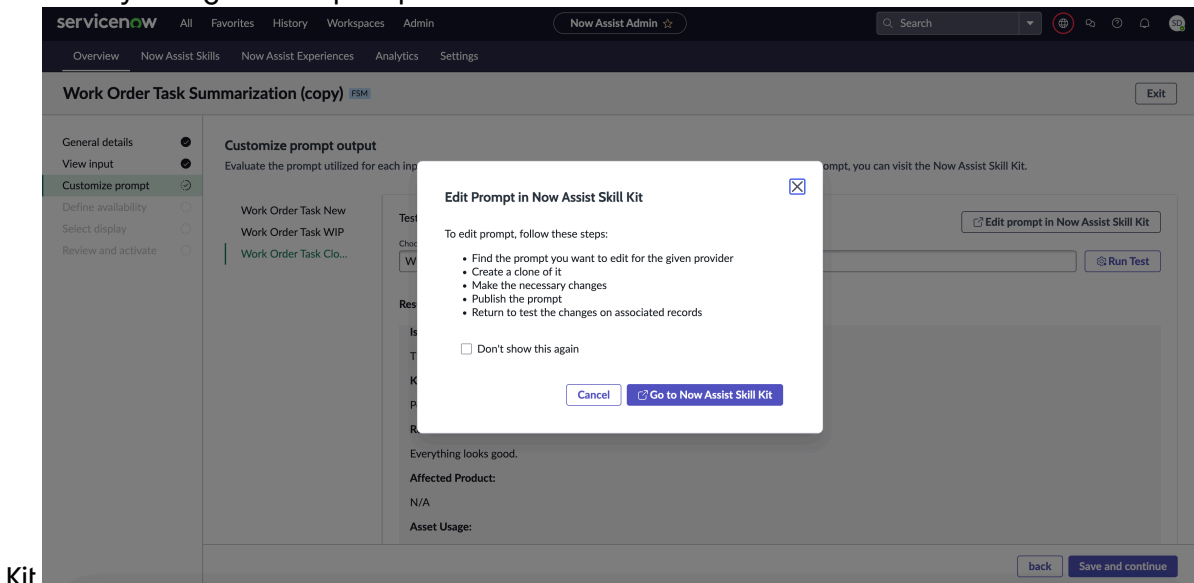 servicenow All Favorites History Workspaces Admin Now Assist Admin Search SD
Overview Now Assist Skills Now Assist Experiences Analytics Settings
Work Order Task Summarization (copy) FSM Exit
General details
View input
Customize prompt
Define availability
Select display
Review and activate
Customize prompt output
Evaluate the prompt utilized for each inp
ompt, you can visit the Now Assist Skill Kit.
Work Order Task New
Work Order Task WIP
Work Order Task Clo...
Test
Edit prompt in Now Assist Skill Kit
Choo
W
Run Test
Res
Is
T
K
P
R
Everything looks good.
Affected Product:
N/A
Asset Usage:
Edit Prompt in Now Assist Skill Kit
To edit prompt, follow these steps:
• Find the prompt you want to edit for the given provider
• Create a clone of it
• Make the necessary changes
• Publish the prompt
• Return to test the changes on associated records
Don't show this again
Cancel Go to Now Assist Skill Kit
back Save and continue
Kit